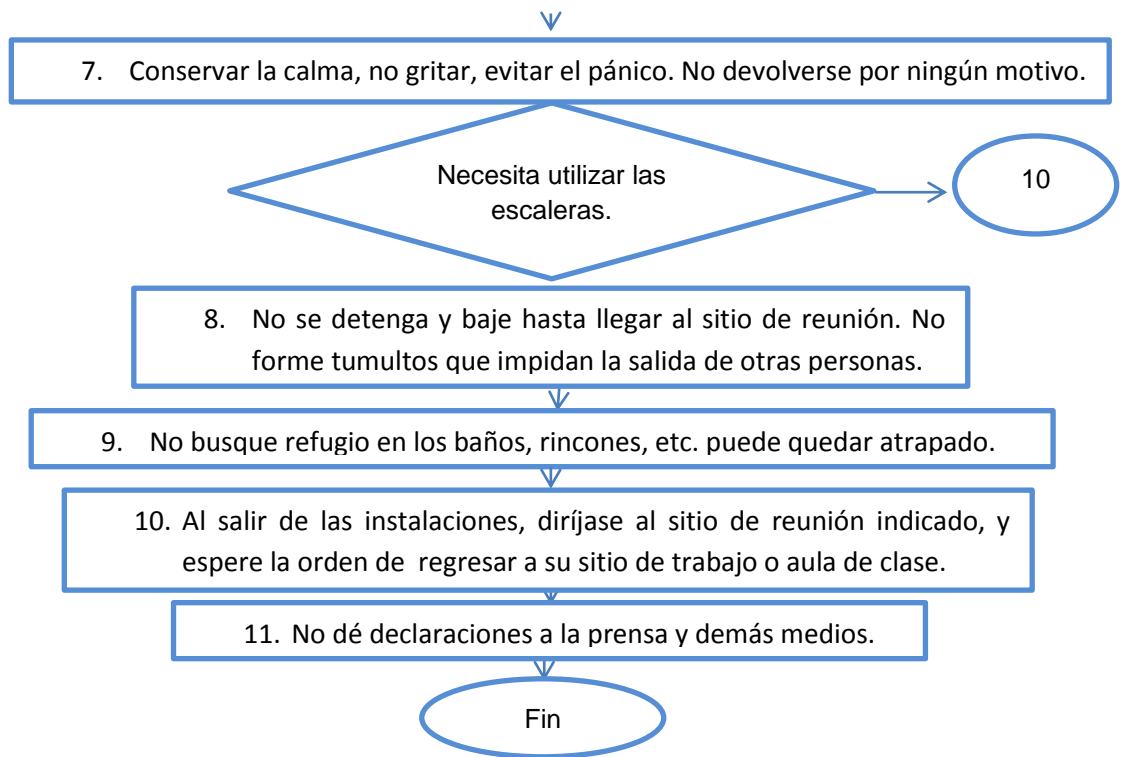 7. Conservar la calma, no gritar, evitar el pánico. No devolverse por ningún motivo.
Necesita utilizar las
escaleras.
10
8. No se detenga y baje hasta llegar al sitio de reunión. No
forme tumultos que impidan la salida de otras personas.
9. No busque refugio en los baños, rincones, etc. puede quedar atrapado.
10. Al salir de las instalaciones, diríjase al sitio de reunión indicado, y
espere la orden de regresar a su sitio de trabajo o aula de clase.
11. No dé declaraciones a la prensa y demás medios.
Fin